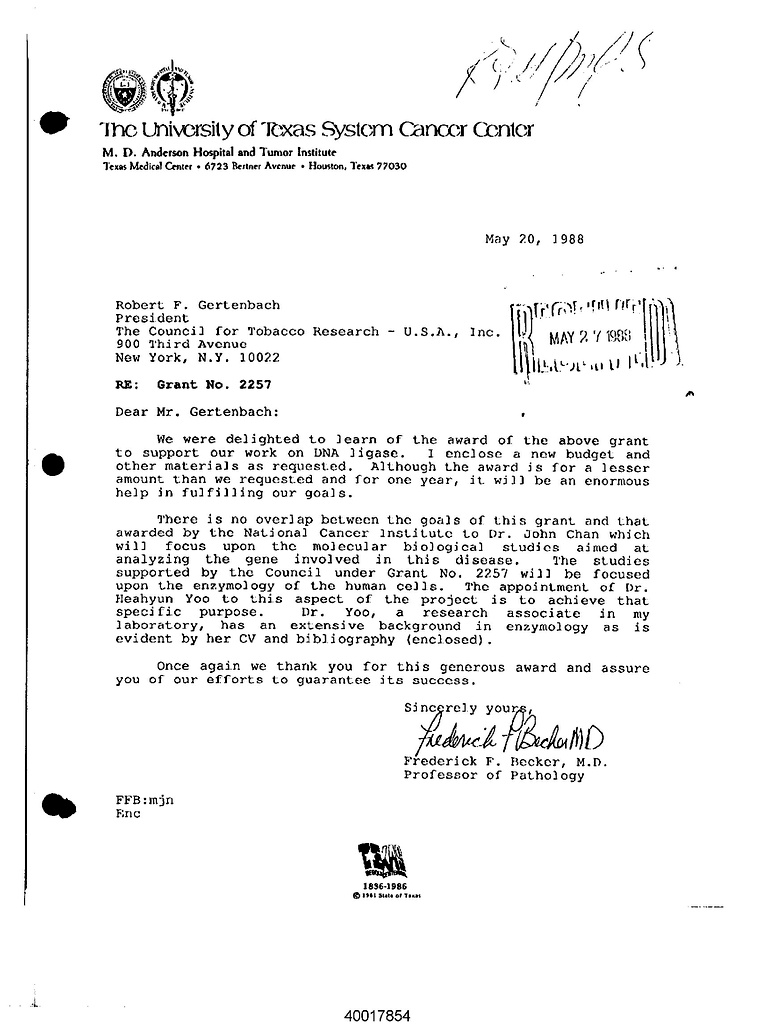 The University of Texas System Cancer Center
M. D. Anderson Hospital and Tumor Institute
Texas Medical Center • 6723 Bertner Avenue • Houston, Texas 77030
May 20, 1988
Robert F. Gertenbach
President
The Council for Tobacco Research - U.S.A., Inc.
900 Third Avenue
New York, N.Y. 10022
MAY 27 1988
RE: Grant No. 2257
Dear Mr. Gertenbach:
We were delighted to learn of the award of the above grant
to support our work on DNA ligase. I enclose a new budget and
other materials as requested. Although the award is for a lesser
amount than we requested and for one year, it will be an enormous
help in fulfilling our goals.
There is no overlap between the goals of this grant and that
awarded by the National Cancer Institute to Dr. John Chan which
will focus upon the molecular biological studies aimed at
analyzing the gene involved in this disease. The studies
supported by the Council under Grant No. 2257 will be focused
upon the enzymology of the human cells. The appointment of Dr.
Heahyun Yoo to this aspect of the project is to achieve that
specific purpose. Dr. Yoo, a research associate in my
laboratory, has an extensive background in enzymology as is
evident by her CV and bibliography (enclosed).
Once again we thank you for this generous award and assure
you of our efforts to guarantee its success.
Sincerely yours,
Frederick F. Becker MD
Frederick F. Becker, M.D.
Professor of Pathology
FFB:mjn
Enc
TEXAS
1836-1986
© 1981 State of Texas
40017854